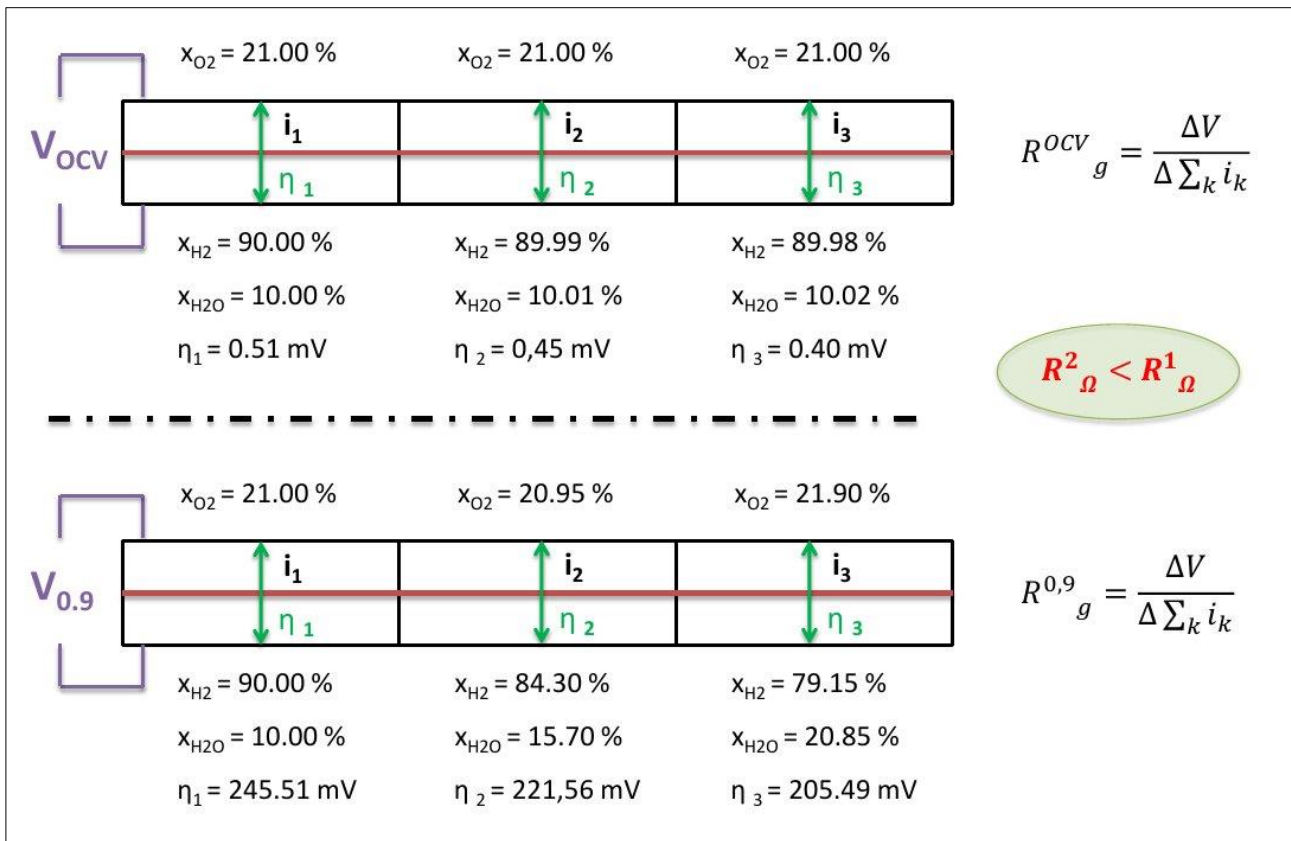 x_O2 = 21.00 % x_O2 = 21.00 % x_O2 = 21.00 %
V_OCV
i_1 i_2 i_3
η_1 η_2 η_3
R^OCV_g = ΔV / Δ∑_k i_k
x_H2 = 90.00 % x_H2 = 89.99 % x_H2 = 89.98 %
x_H2O = 10.00 % x_H2O = 10.01 % x_H2O = 10.02 %
η_1 = 0.51 mV η_2 = 0,45 mV η_3 = 0.40 mV
R^2_Ω < R^1_Ω
x_O2 = 21.00 % x_O2 = 20.95 % x_O2 = 21.90 %
V_0.9
i_1 i_2 i_3
η_1 η_2 η_3
R^0,9_g = ΔV / Δ∑_k i_k
x_H2 = 90.00 % x_H2 = 84.30 % x_H2 = 79.15 %
x_H2O = 10.00 % x_H2O = 15.70 % x_H2O = 20.85 %
η_1 = 245.51 mV η_2 = 221,56 mV η_3 = 205.49 mV